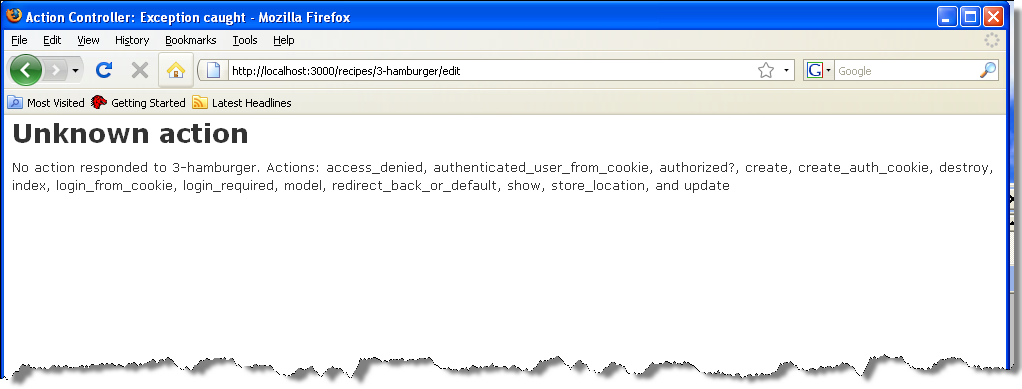 Action Controller: Exception caught - Mozilla Firefox
File Edit View History Bookmarks Tools Help
http://localhost:3000/recipes/3-hamburger/edit G Google
Most Visited Getting Started Latest Headlines
Unknown action
No action responded to 3-hamburger. Actions: access_denied, authenticated_user_from_cookie, authorized?, create, create_auth_cookie, destroy,
index, login_from_cookie, login_required, model, redirect_back_or_default, show, store_location, and update